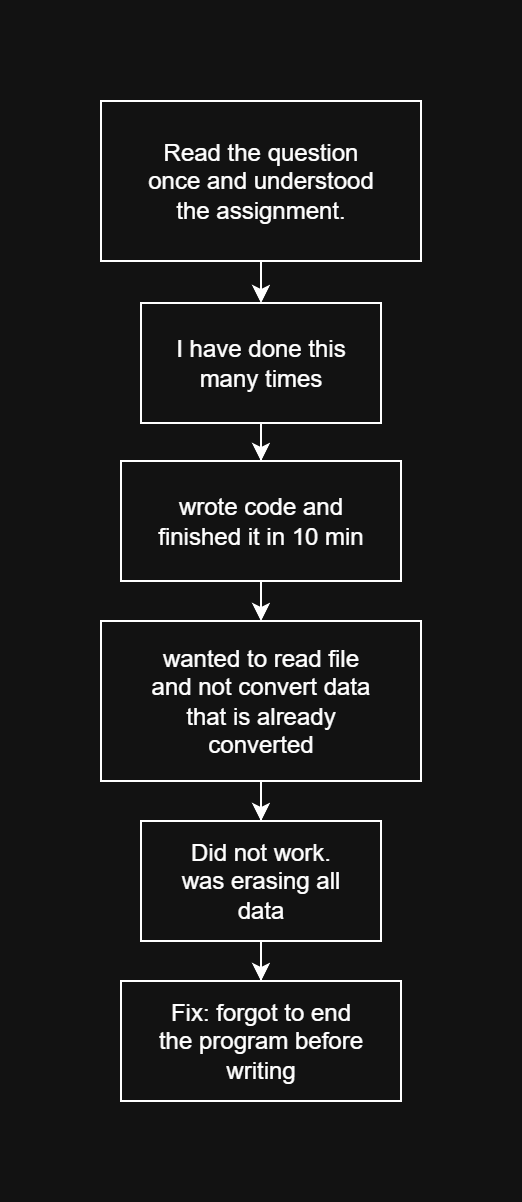 Read the question
once and understood
the assignment.
I have done this
many times
wrote code and
finished it in 10 min
wanted to read file
and not convert data
that is already
converted
Did not work.
was erasing all
data
Fix: forgot to end
the program before
writing